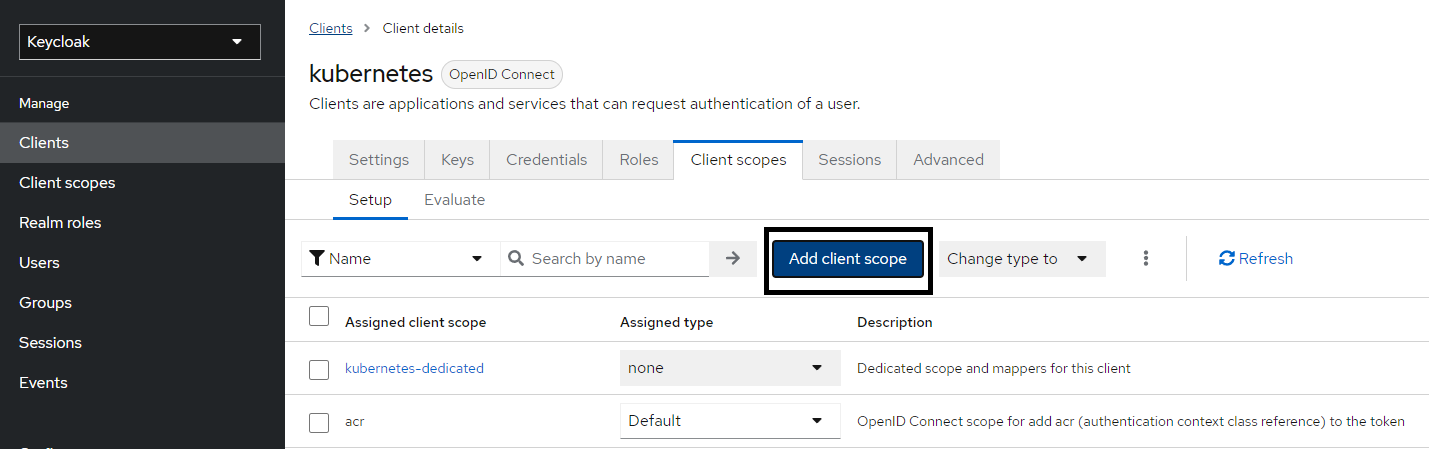 Keycloak
Manage
Clients
Client scopes
Realm roles
Users
Groups
Sessions
Events
Clients > Client details
kubernetes OpenID Connect
Clients are applications and services that can request authentication of a user.
Settings Keys Credentials Roles Client scopes Sessions Advanced
Setup Evaluate
Name Search by name Add client scope Change type to Refresh
Assigned client scope Assigned type Description
kubernetes-dedicated none Dedicated scope and mappers for this client
acr Default OpenID Connect scope for add acr (authentication context class reference) to the token